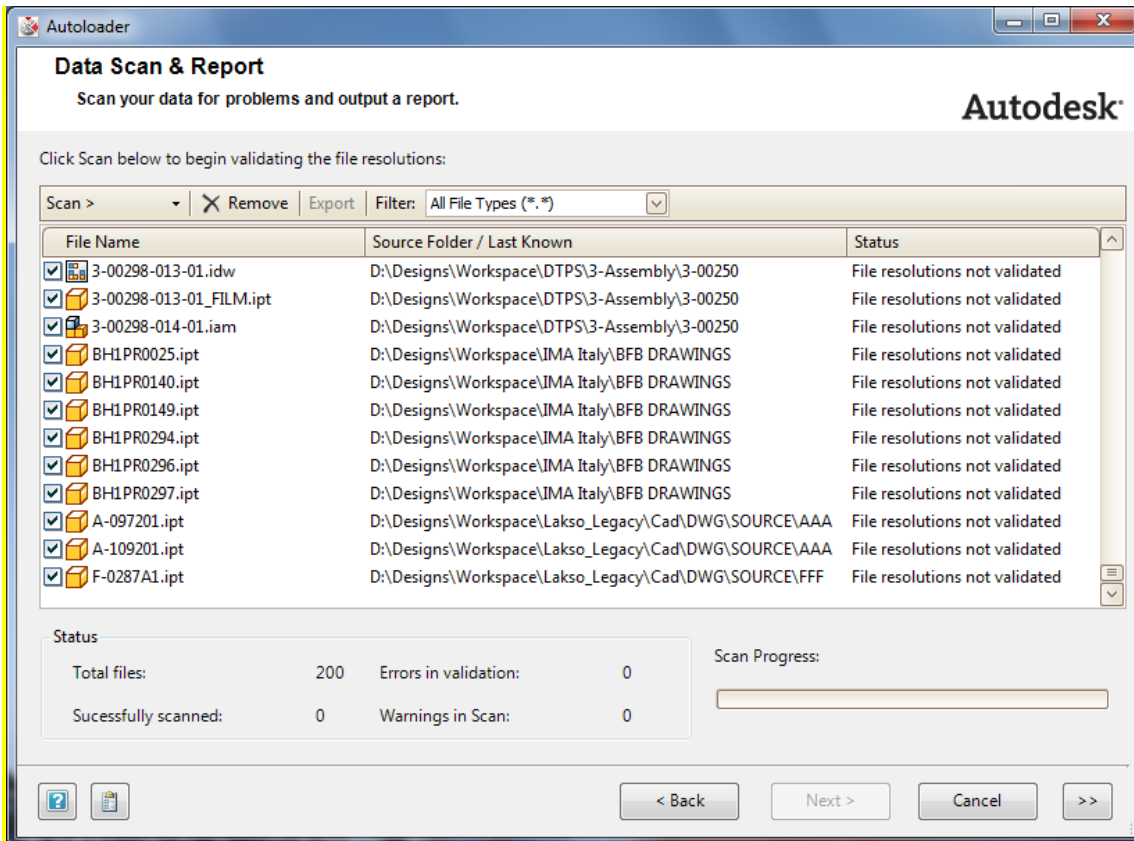 Autoloader
Data Scan & Report
Scan your data for problems and output a report.
Autodesk
Click Scan below to begin validating the file resolutions:
Scan > Remove Export Filter: All File Types (*.*)
File Name Source Folder / Last Known Status
3-00298-013-01.idw D:\Designs\Workspace\DTPS\3-Assembly\3-00250 File resolutions not validated
3-00298-013-01_FILM.ipt D:\Designs\Workspace\DTPS\3-Assembly\3-00250 File resolutions not validated
3-00298-014-01.iam D:\Designs\Workspace\DTPS\3-Assembly\3-00250 File resolutions not validated
BH1PR0025.ipt D:\Designs\Workspace\IMA Italy\BFB DRAWINGS File resolutions not validated
BH1PR0140.ipt D:\Designs\Workspace\IMA Italy\BFB DRAWINGS File resolutions not validated
BH1PR0149.ipt D:\Designs\Workspace\IMA Italy\BFB DRAWINGS File resolutions not validated
BH1PR0294.ipt D:\Designs\Workspace\IMA Italy\BFB DRAWINGS File resolutions not validated
BH1PR0296.ipt D:\Designs\Workspace\IMA Italy\BFB DRAWINGS File resolutions not validated
BH1PR0297.ipt D:\Designs\Workspace\IMA Italy\BFB DRAWINGS File resolutions not validated
A-097201.ipt D:\Designs\Workspace\Lakso_Legacy\Cad\DWG\SOURCE\AAA File resolutions not validated
A-109201.ipt D:\Designs\Workspace\Lakso_Legacy\Cad\DWG\SOURCE\AAA File resolutions not validated
F-0287A1.ipt D:\Designs\Workspace\Lakso_Legacy\Cad\DWG\SOURCE\FFF File resolutions not validated
Status
Total files: 200 Errors in validation: 0
Scan Progress:
Sucessfully scanned: 0 Warnings in Scan: 0
< Back Next > Cancel >>